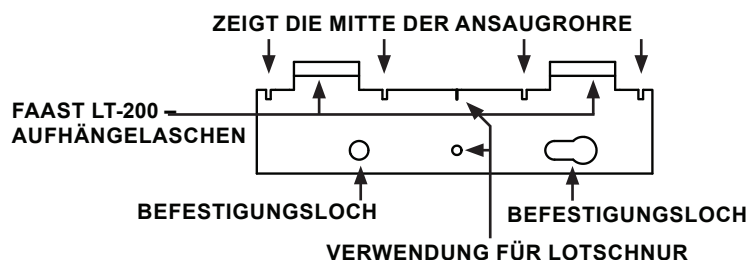 ZEIGT DIE MITTE DER ANSAUGROHRE
FAAST LT-200 –
AUFHÄNGELASCHEN
BEFESTIGUNGSLOCH
BEFESTIGUNGSLOCH
VERWENDUNG FÜR LOTSCHNUR